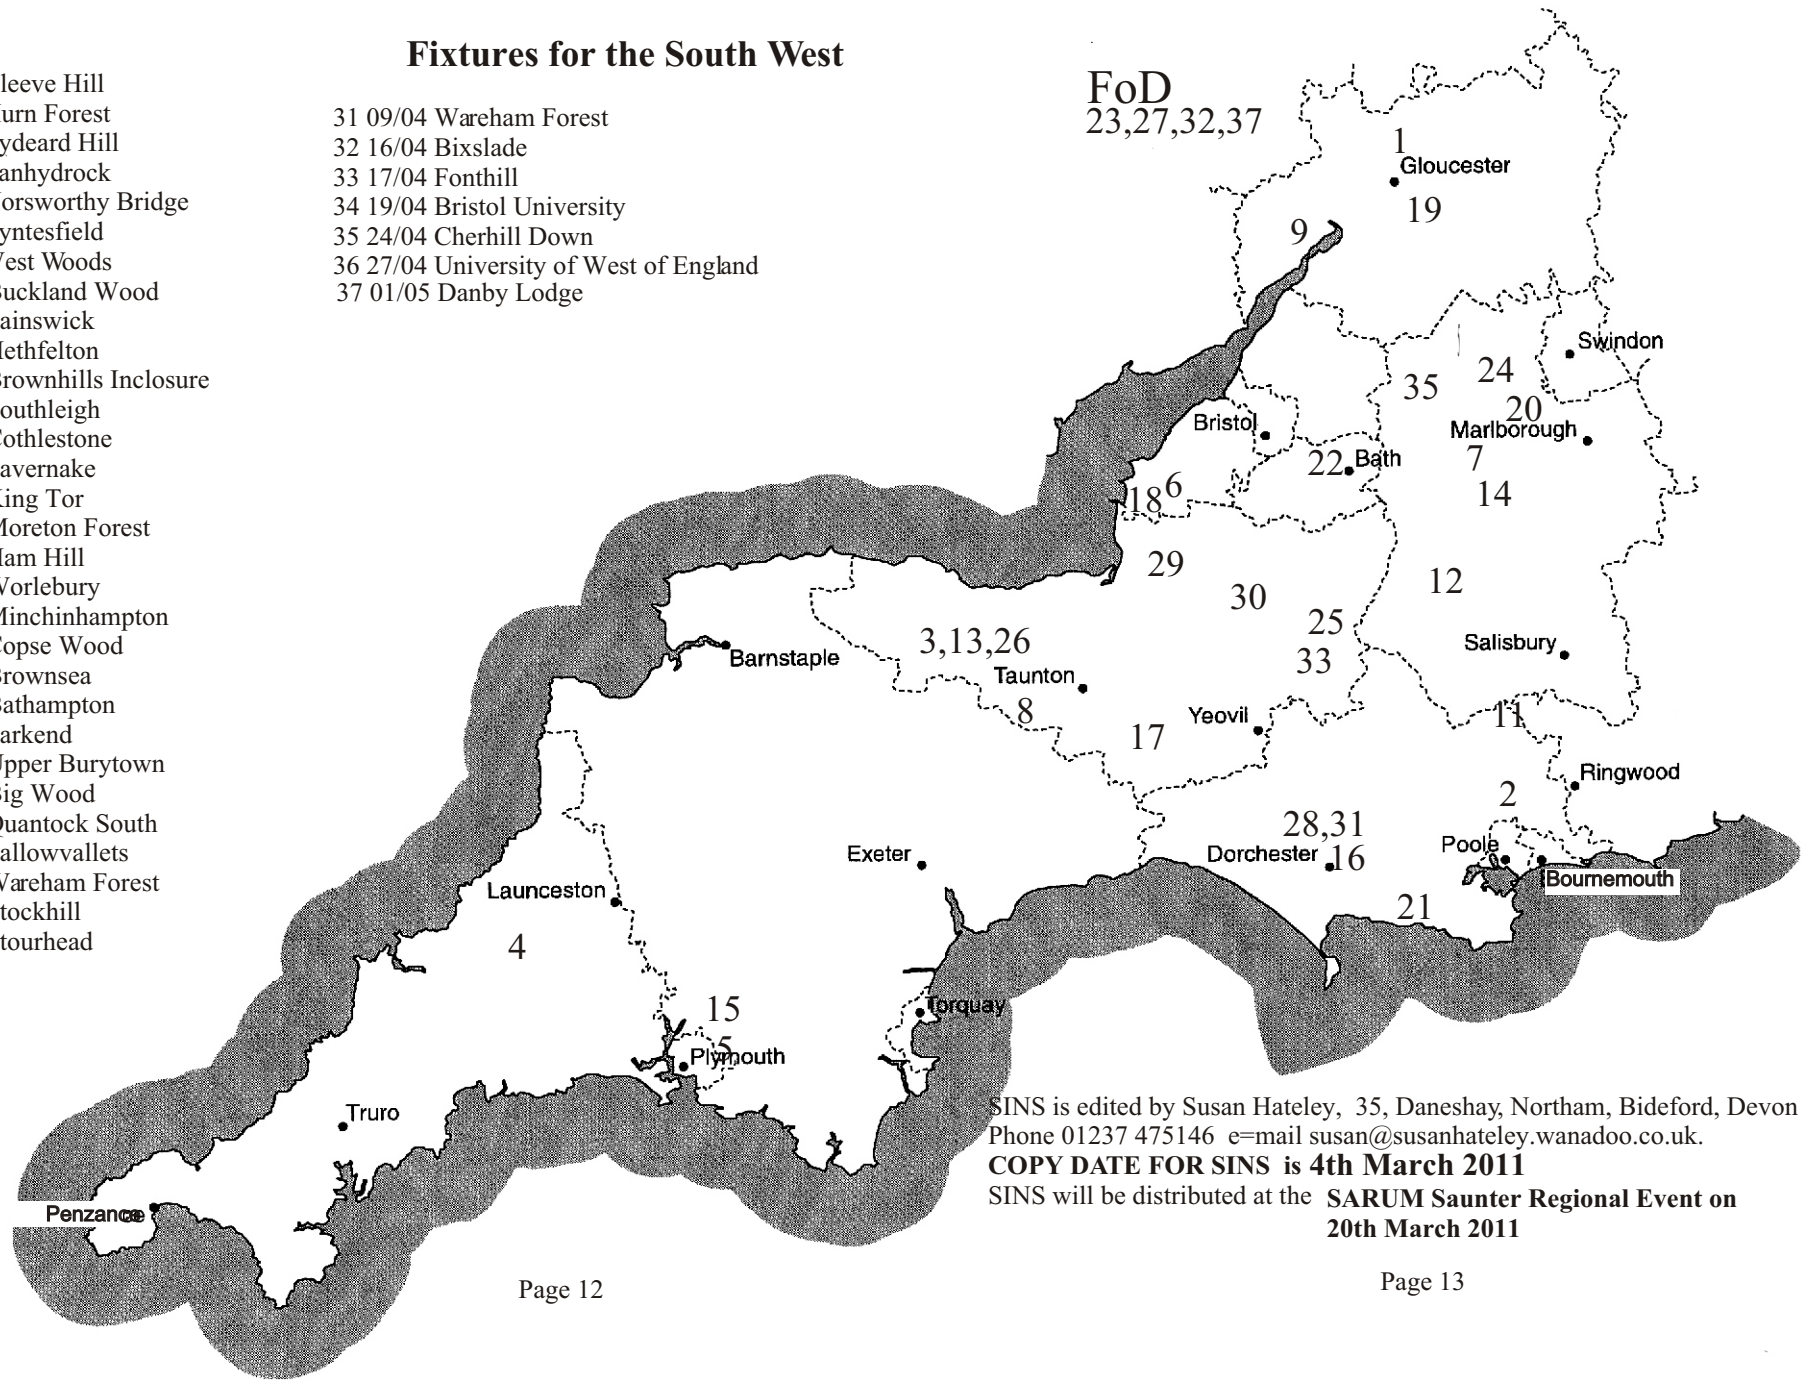 Fixtures for the South West
leeve Hill
urn Forest
ydeard Hill
anhydrock
orsworthy Bridge
yntesfield
est Woods
uckland Wood
ainswick
ethfelton
rownhills Inclosure
outhleigh
othlestone
avernake
ing Tor
oreton Forest
am Hill
orlebury
inchinhampton
opse Wood
rownsea
athampton
arkend
pper Burytown
ig Wood
uantock South
allowvallets
areham Forest
tockhill
tourhead
31 09/04 Wareham Forest
32 16/04 Bixslade
33 17/04 Fonthill
34 19/04 Bristol University
35 24/04 Cherhill Down
36 27/04 University of West of England
37 01/05 Danby Lodge
FoD
23,27,32,37
1
Gloucester
19
9
Swindon
24
35
20
Bristol
Marlborough
22
Bath
7
6
18
14
29
12
30
25
3,13,26
Salisbury
Barnstaple
33
Taunton
8
Yeovil
11
17
Ringwood
2
28,31
Poole
Exeter
Dorchester
16
Bournemouth
Launceston
21
4
Torquay
15
5
Plymouth
Truro
Penzance
SINS is edited by Susan Hateley, 35, Daneshay, Northam, Bideford, Devon
Phone 01237 475146 e=mail susan@susanhateley.wanadoo.co.uk.
COPY DATE FOR SINS is 4th March 2011
SINS will be distributed at the SARUM Saunter Regional Event on
20th March 2011
Page 12
Page 13